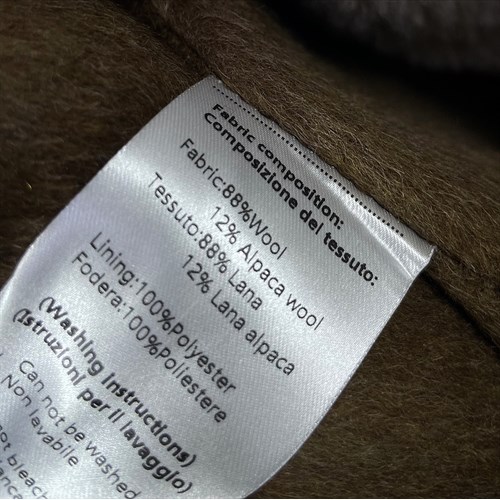 Fabric composition:
Composizione del tessuto:
Fabric:88%Wool
12% Alpaca wool
Tessuto:88% Lana
12% Lana alpaca
Lining:100%Polyester
Fodera:100%Poliestere
(Washing Instructions)
(Istruzioni per il lavaggio)
Can not be washed
Non lavabile
bleach